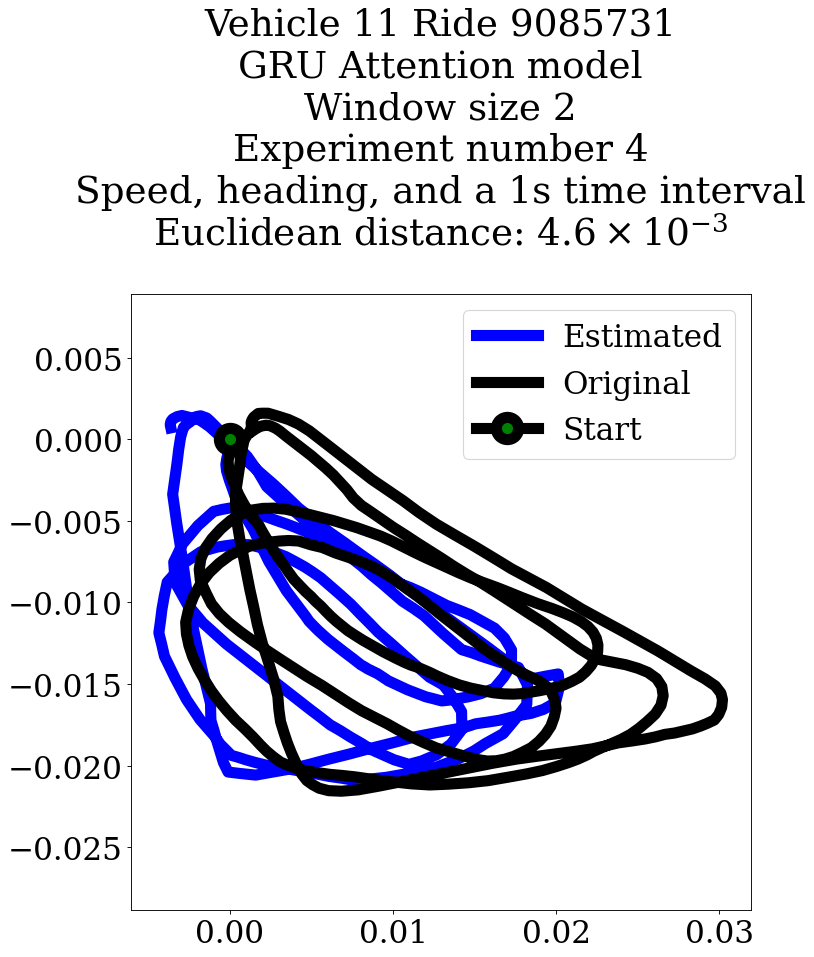 Vehicle 11 Ride 9085731
GRU Attention model
Window size 2
Experiment number 4
Speed, heading, and a 1s time interval
Euclidean distance: 4.6 × 10⁻³
Estimated
Original
Start
0.005
0.000
−0.005
−0.010
−0.015
−0.020
−0.025
0.00 0.01 0.02 0.03